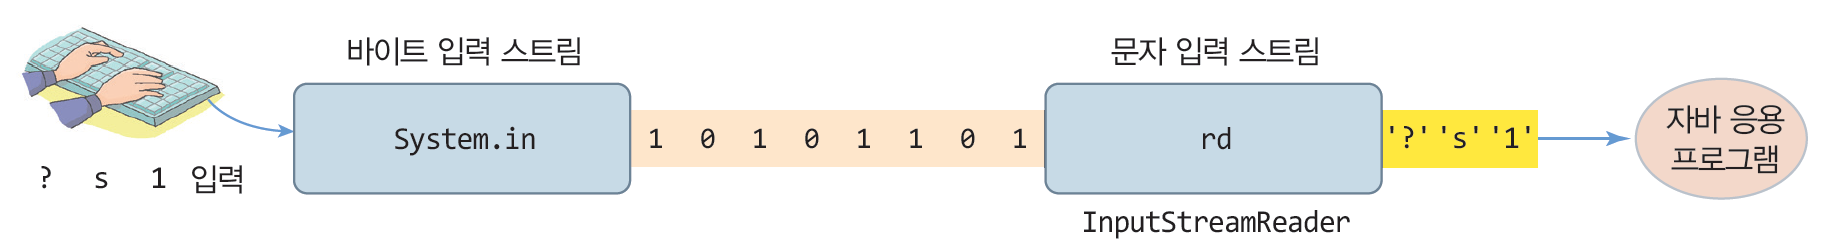 바이트 입력 스트림
문자 입력 스트림
System.in
1 0 1 0 1 1 0 1
rd
'?' 's' '1'
자바 응용
프로그램
? s 1 입력
InputStreamReader